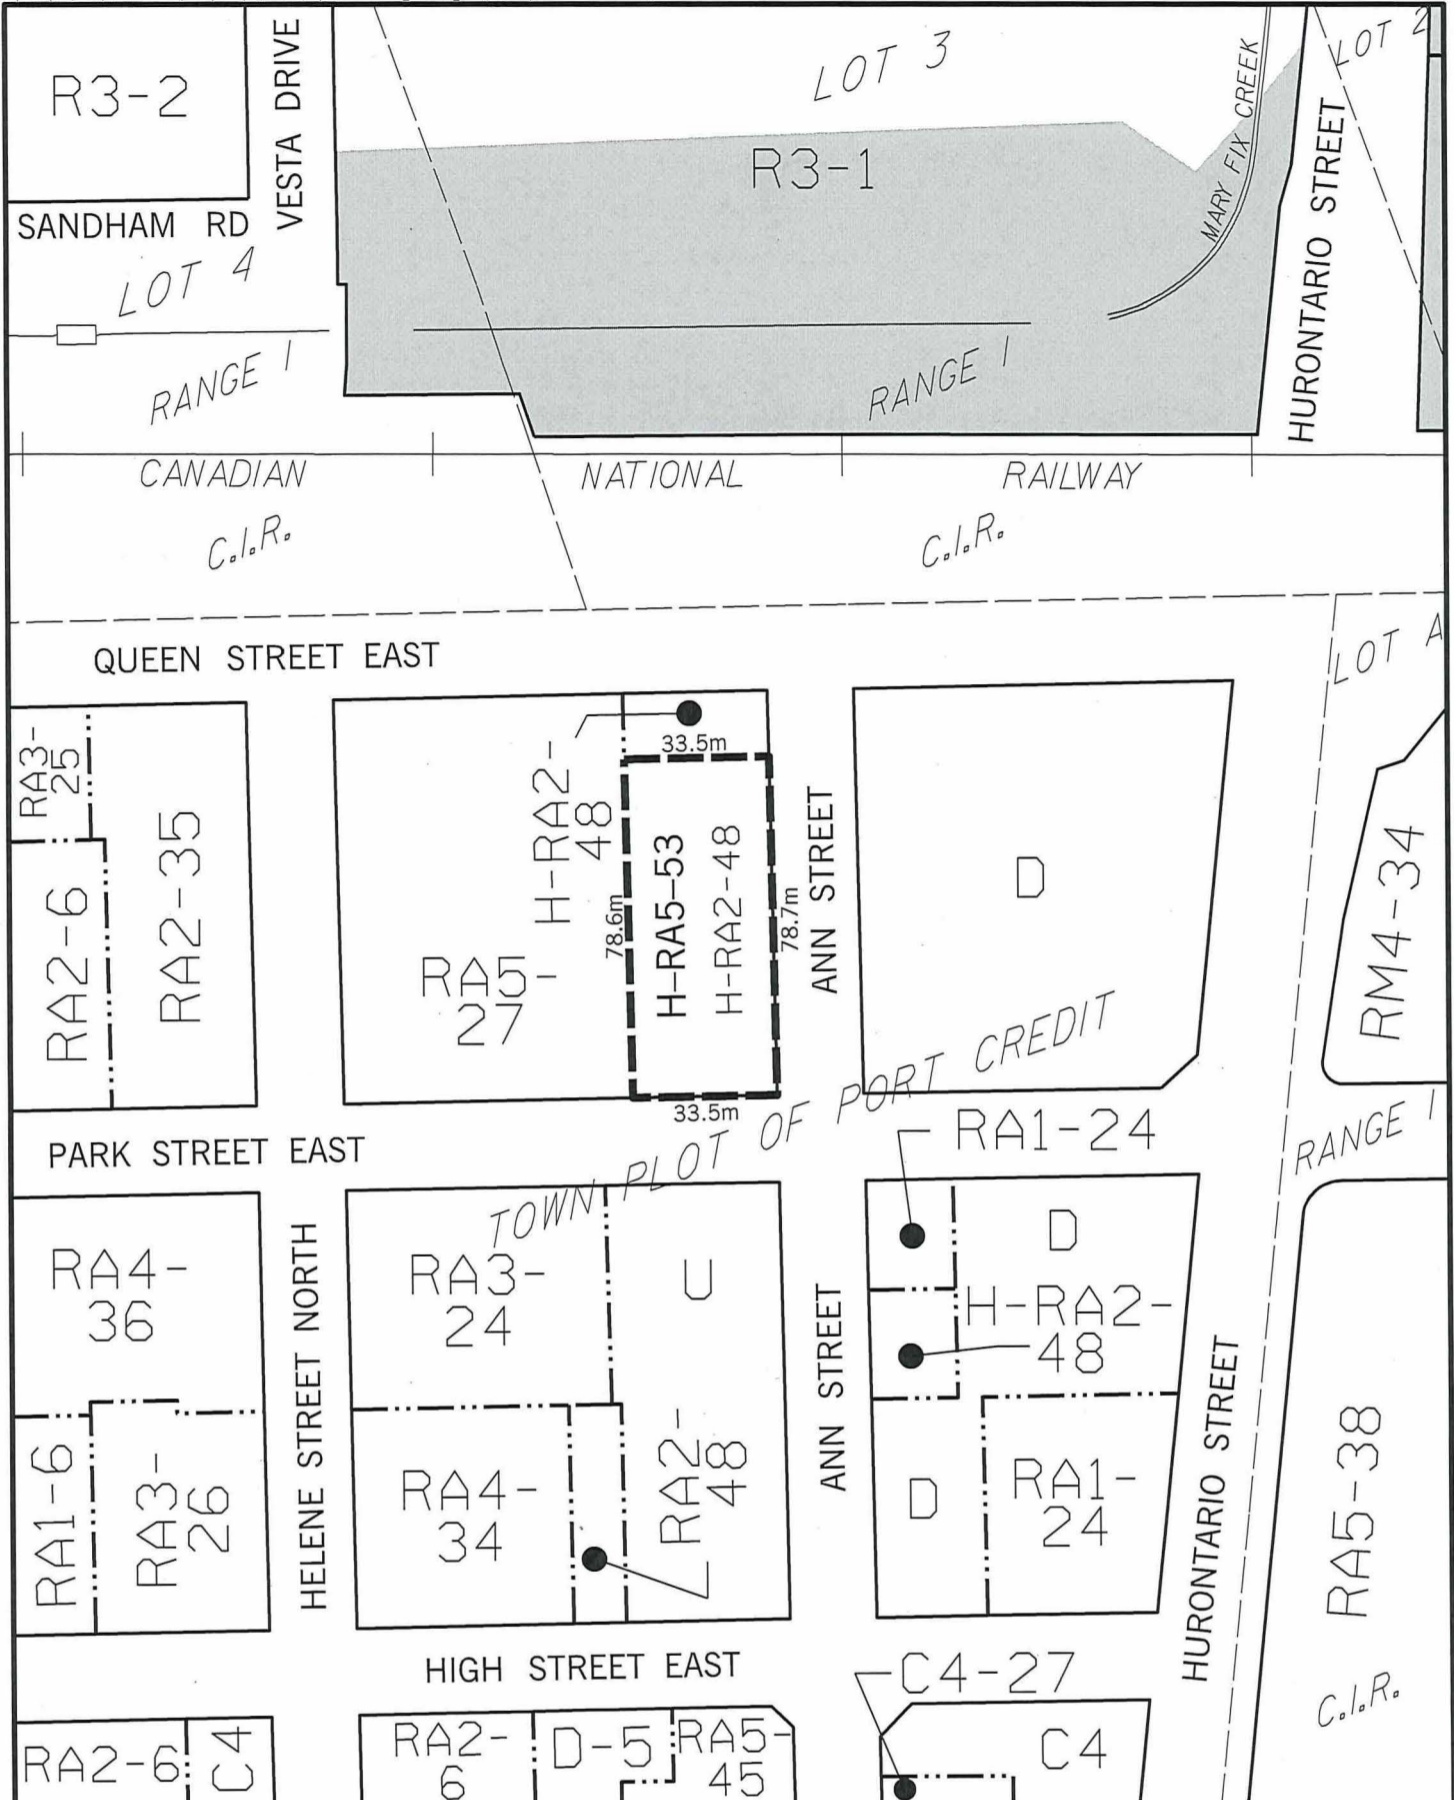 R3-2
VESTA DRIVE
LOT 3
MARY FIX CREEK
LOT 2
R3-1
HURONTARIO STREET
SANDHAM RD
LOT 4
RANGE I
RANGE I
CANADIAN NATIONAL RAILWAY
C.I.R.
C.I.R.
QUEEN STREET EAST
LOT A
RA3-
25
RA2-35
RA2-6
H-RA2-
48
33.5m
H-RA5-53
H-RA2-48
78.6m
78.7m
ANN STREET
D
RM4-34
RA5-
27
33.5m
TOWN PLOT OF PORT CREDIT
PARK STREET EAST
RA1-24
RANGE I
RA4-
36
HELENE STREET NORTH
RA3-
24
U
ANN STREET
D
H-RA2-
48
HURONTARIO STREET
RA5-38
RA1-6
RA3-
26
RA4-
34
RA2-
48
D
RA1-
24
HIGH STREET EAST
C4-27
C.I.R.
RA2-6
C4
RA2-
6
D-5
RA5-
45
C4